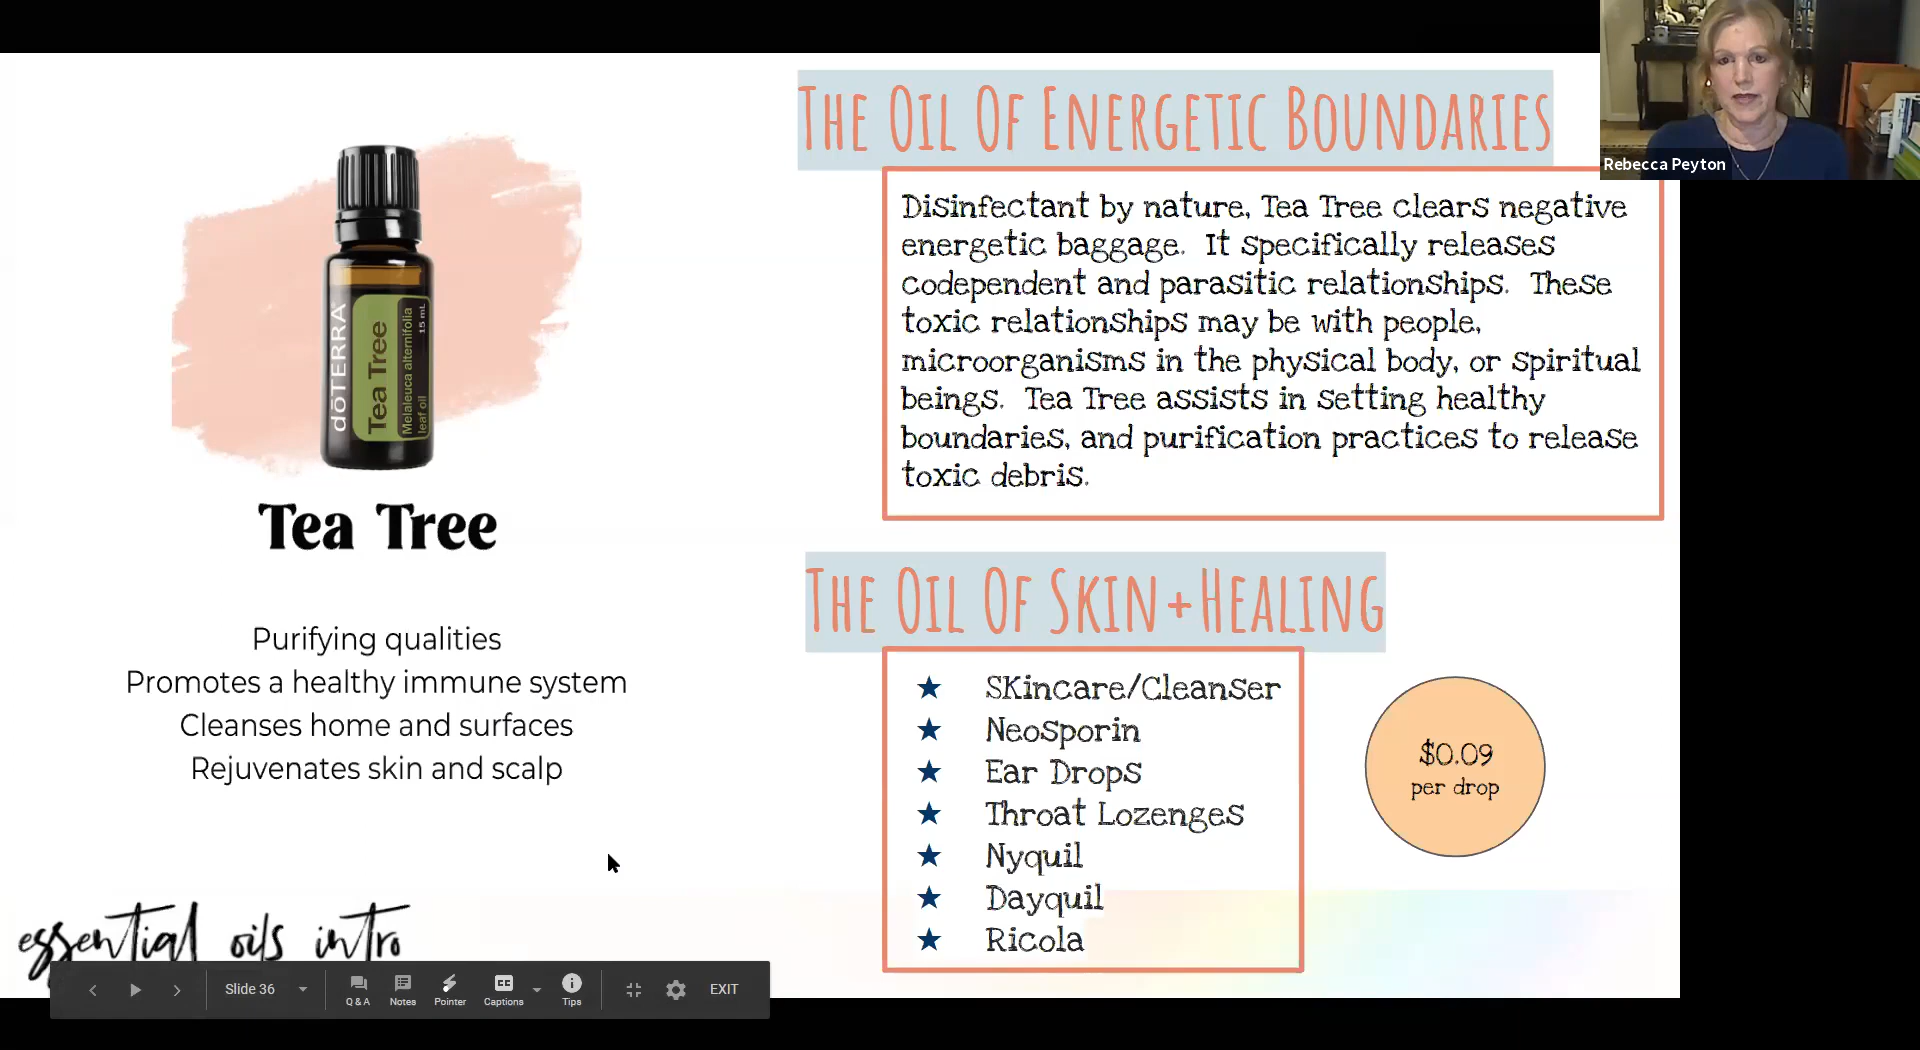 The Oil Of Energetic Boundaries
Rebecca Peyton
Disinfectant by nature, Tea Tree clears negative
energetic baggage. It specifically releases
codependent and parasitic relationships. These
toxic relationships may be with people,
microorganisms in the physical body, or spiritual
beings. Tea Tree assists in setting healthy
boundaries, and purification practices to release
toxic debris.
dōTERRA
Tea Tree
Melaleuca alternifolia
leaf oil
15 mL
Tea Tree
Purifying qualities
Promotes a healthy immune system
Cleanses home and surfaces
Rejuvenates skin and scalp
The Oil Of Skin+Healing
★ SKincare/Cleanser
★ Neosporin
★ Ear Drops
★ Throat Lozenges
★ Nyquil
★ Dayquil
★ Ricola
$0.09
per drop
essential oils intro
Slide 36
Q & A
Notes
Pointer
CC
Captions
Tips
EXIT